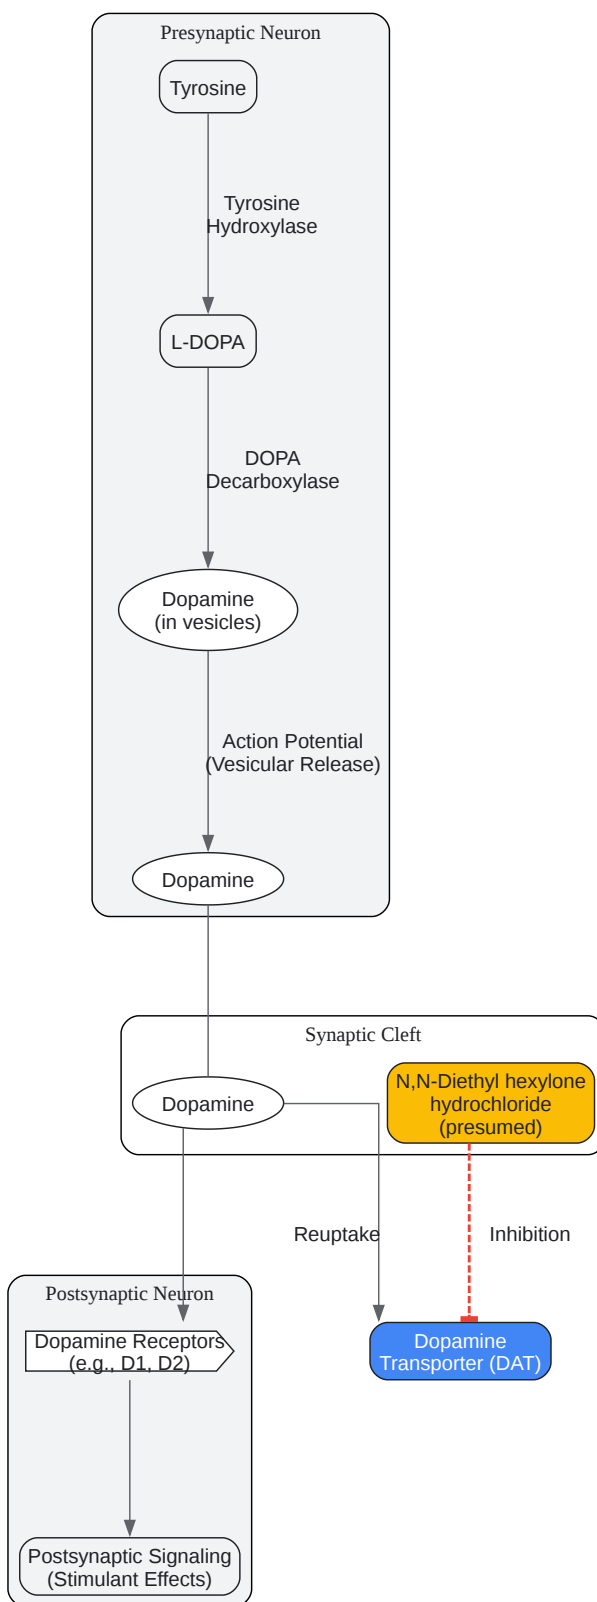 Presynaptic Neuron
Tyrosine
Tyrosine
Hydroxylase
L-DOPA
DOPA
Decarboxylase
Dopamine
(in vesicles)
Action Potential
(Vesicular Release)
Dopamine
Synaptic Cleft
Dopamine
N,N-Diethyl hexylone
hydrochloride
(presumed)
Reuptake
Inhibition
Postsynaptic Neuron
Dopamine Receptors
(e.g., D1, D2)
Dopamine
Transporter (DAT)
Postsynaptic Signaling
(Stimulant Effects)